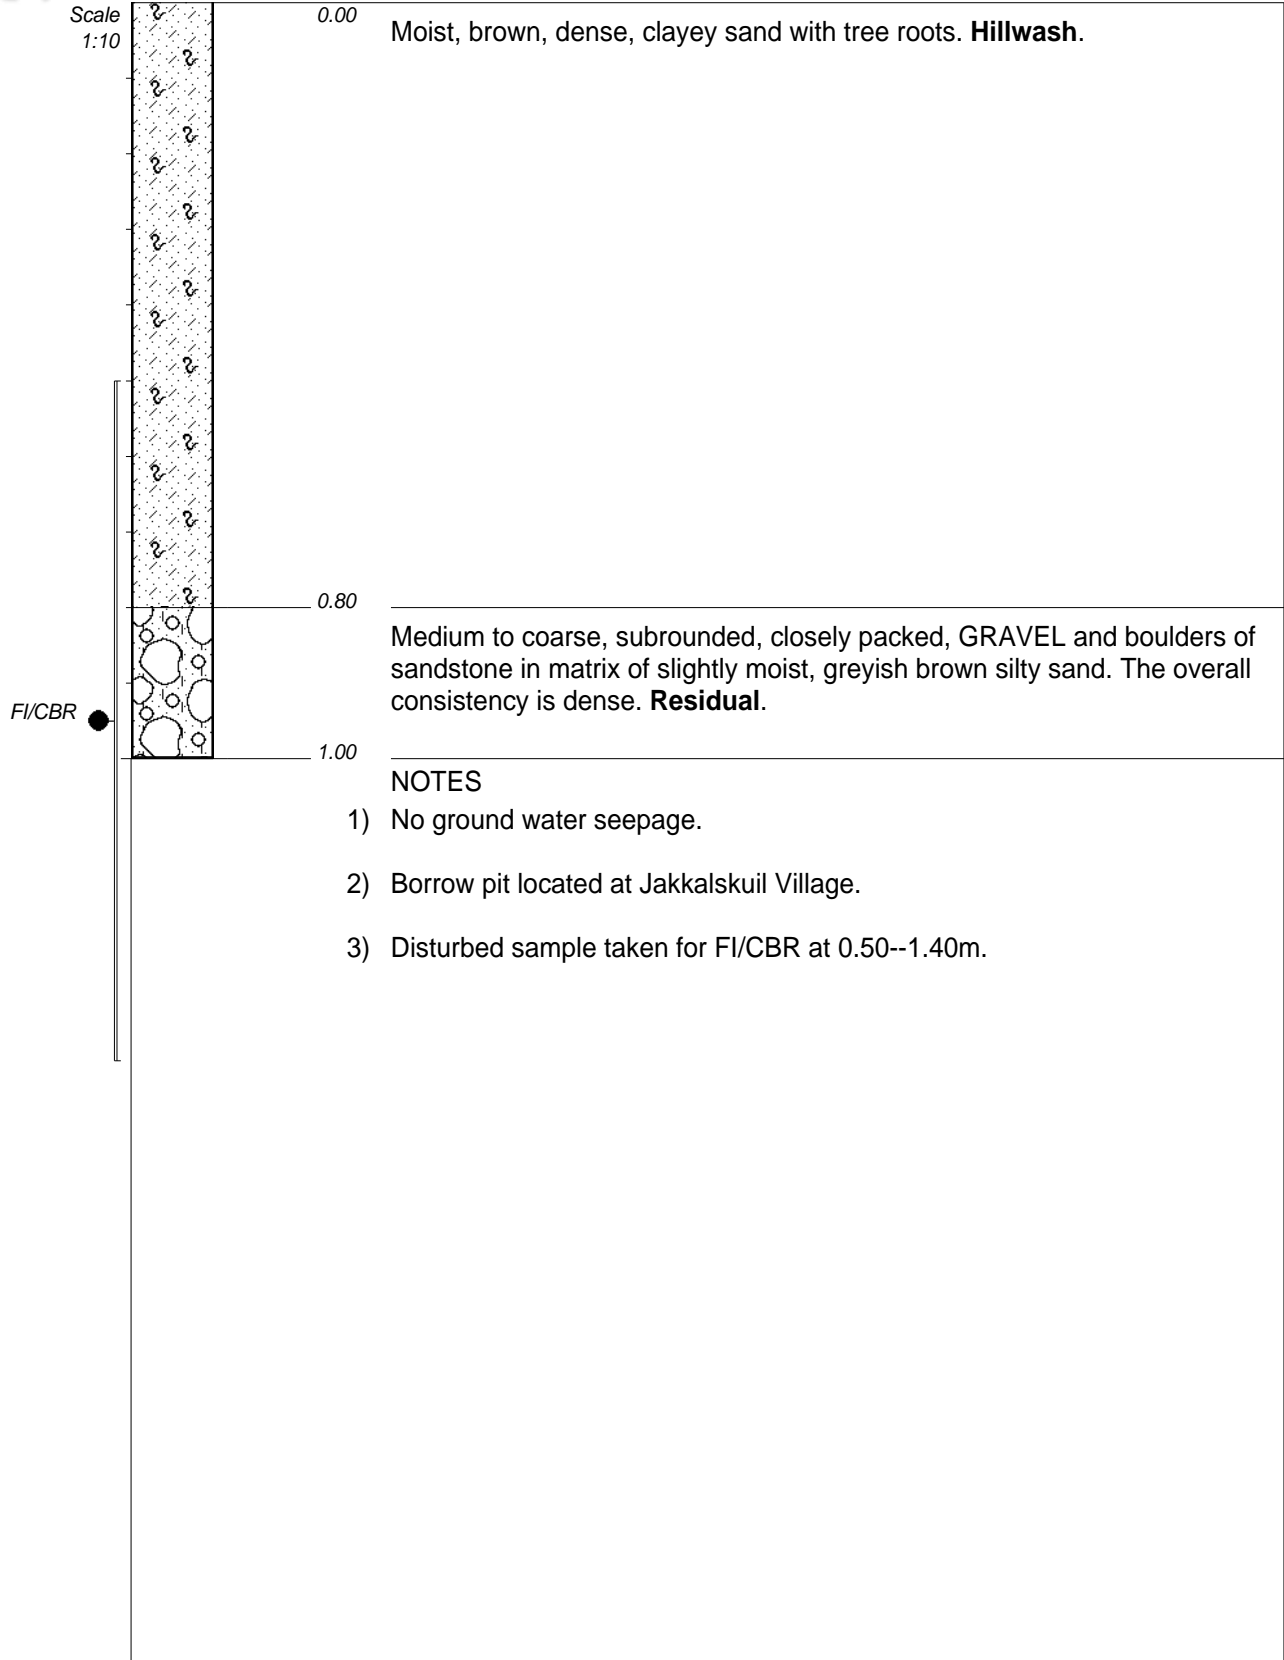 Scale
1:10
0.00
Moist, brown, dense, clayey sand with tree roots. Hillwash.
0.80
Medium to coarse, subrounded, closely packed, GRAVEL and boulders of
sandstone in matrix of slightly moist, greyish brown silty sand. The overall
consistency is dense. Residual.
FI/CBR
1.00
NOTES
1) No ground water seepage.
2) Borrow pit located at Jakkalskuil Village.
3) Disturbed sample taken for FI/CBR at 0.50--1.40m.